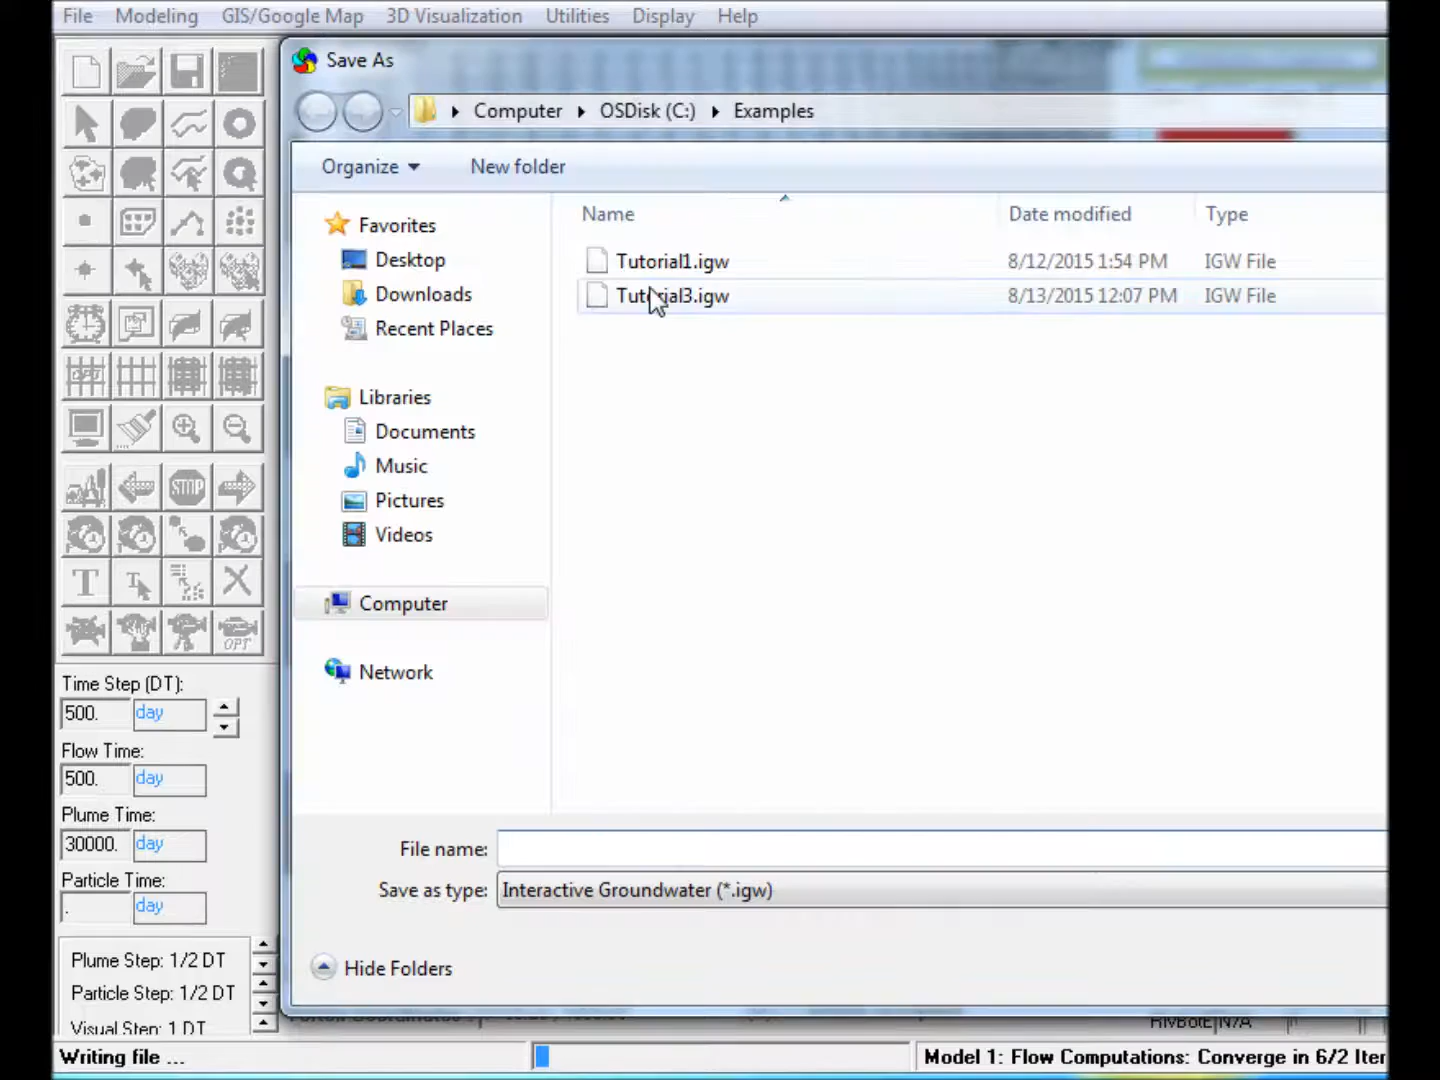 File Modeling GIS/Google Map 3D Visualization Utilities Display Help
Save As
Computer OSDisk (C:) Examples
Organize New folder
Name Date modified Type
Favorites
Desktop
Downloads
Recent Places
Libraries
Documents
Music
Pictures
Videos
Computer
Network
Tutorial1.igw 8/12/2015 1:54 PM IGW File
Tutorial3.igw 8/13/2015 12:07 PM IGW File
STOP
T
T
OPT
Time Step (DT):
500. day
Flow Time:
500. day
Plume Time:
30000. day
Particle Time:
. day
Plume Step: 1/2 DT
Particle Step: 1/2 DT
Visual Step: 1 DT
File name:
Save as type: Interactive Groundwater (*.igw)
Hide Folders
Writing file ...
Model 1: Flow Computations: Converge in 6/2 Iter